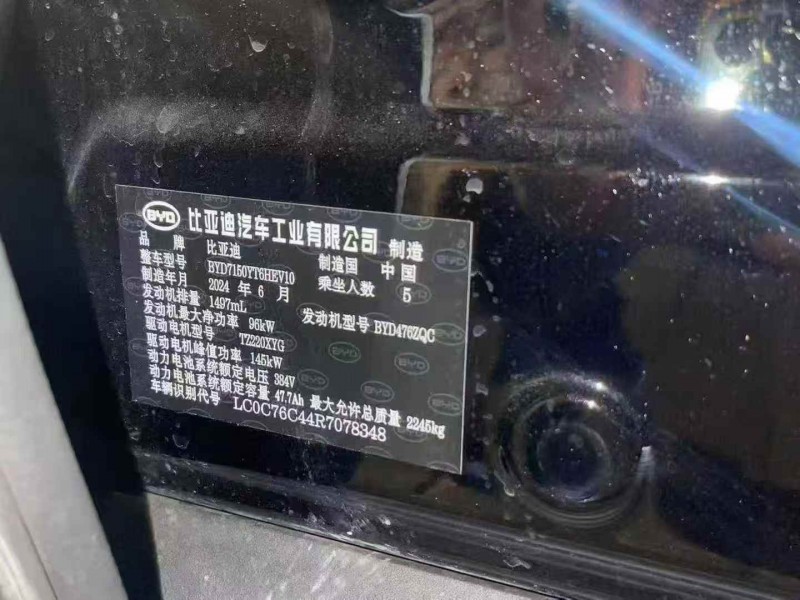 BYD 比亚迪汽车工业有限公司 制造
品牌 比亚迪 制造国 中国
整车型号 BYD7150YT6HEV10 乘坐人数 5
制造年月 2024 年 6 月
发动机排量 1497mL 发动机型号 BYD476ZQC
发动机最大净功率 96kW
驱动电机型号 TZ220XYG
驱动电机峰值功率 145kW
动力电池系统额定电压 384V
动力电池系统额定容量 47.7Ah 最大允许总质量 2245kg
车辆识别代号 LC0C76C44R7078348